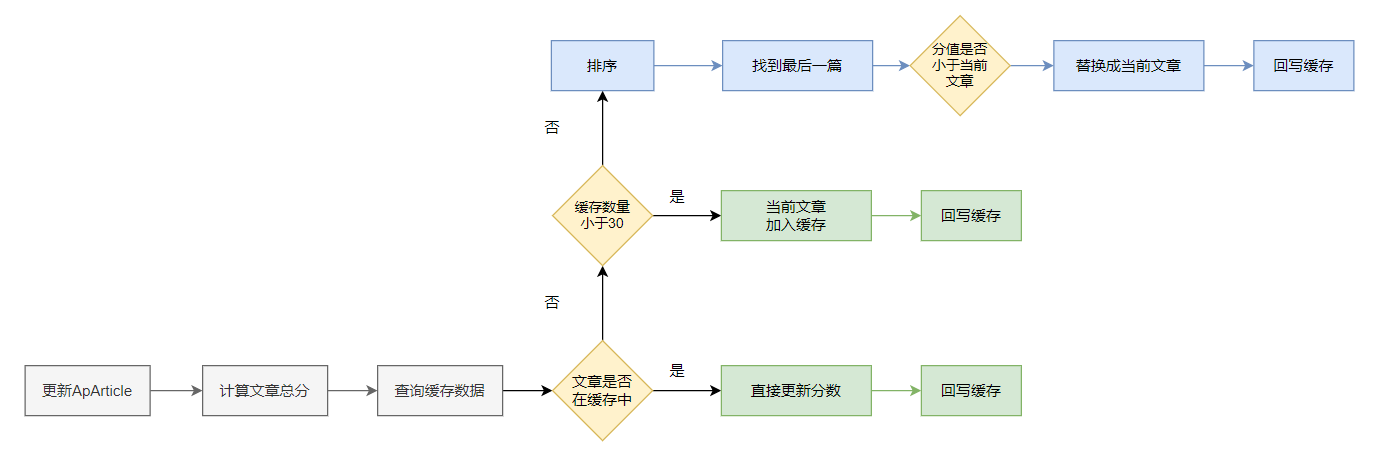 排序
找到最后一篇
分值是否
小于当前
文章
替换成当前文章
回写缓存
否
缓存数量
小于30
是
当前文章
加入缓存
回写缓存
否
更新ApArticle
计算文章总分
查询缓存数据
文章是否
在缓存中
是
直接更新分数
回写缓存